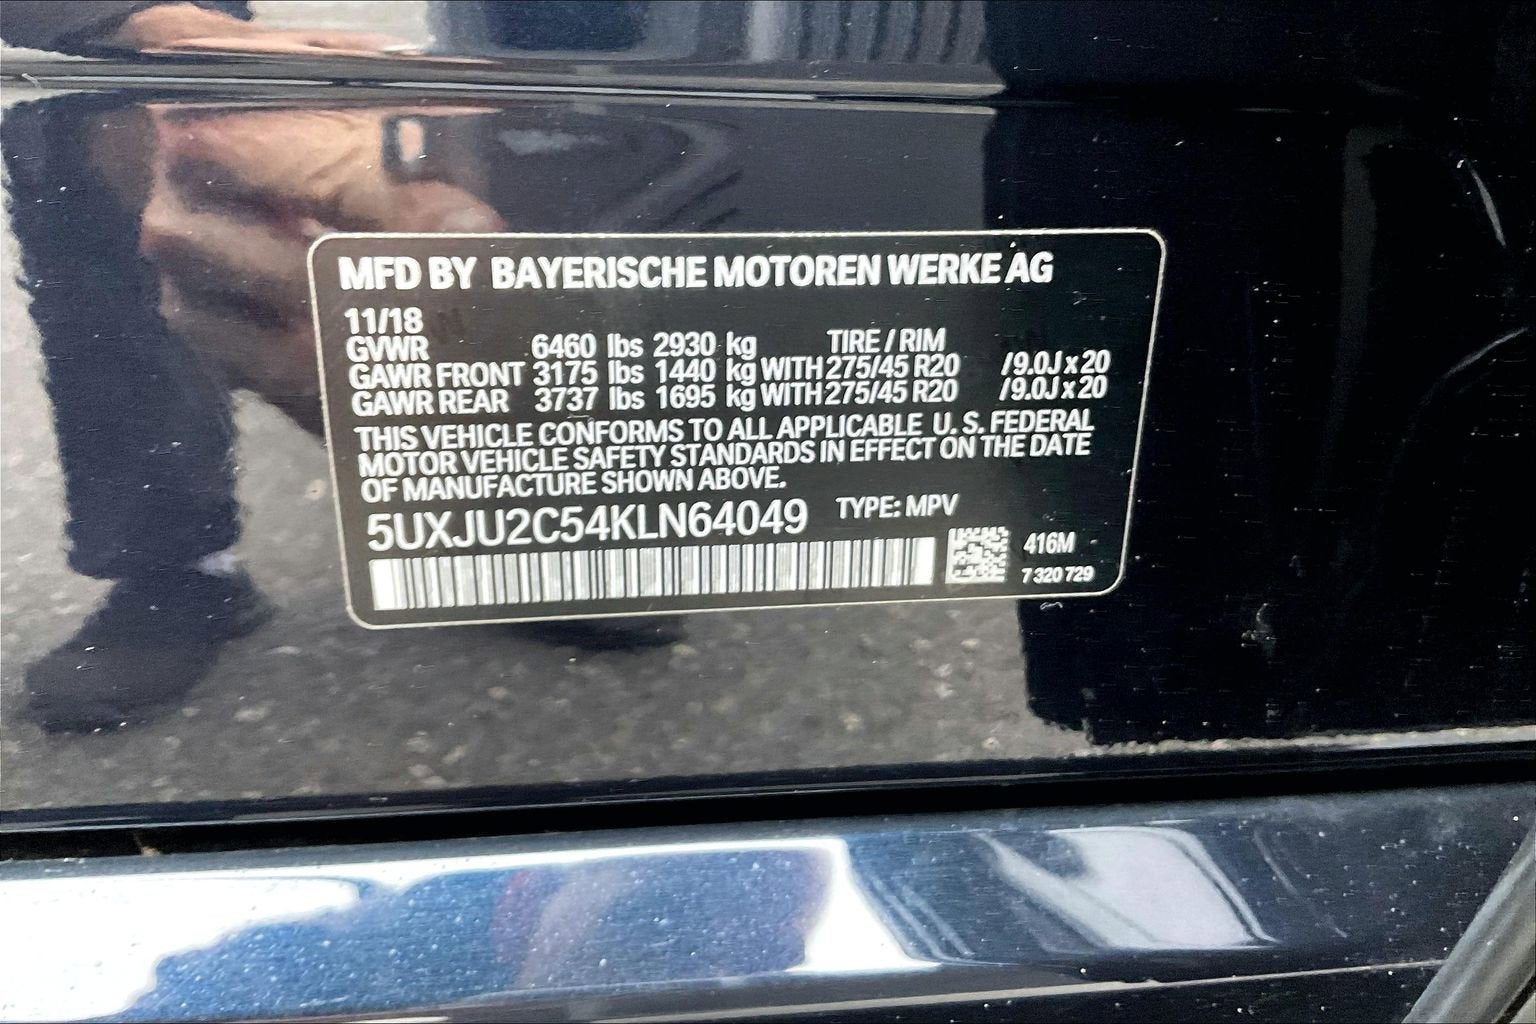 MFD BY BAYERISCHE MOTOREN WERKE AG
11/18
GVWR 6460 lbs 2930 kg TIRE / RIM
GAWR FRONT 3175 lbs 1440 kg WITH 275/45 R20 /9.0J x 20
GAWR REAR 3737 lbs 1695 kg WITH 275/45 R20 /9.0J x 20
THIS VEHICLE CONFORMS TO ALL APPLICABLE U. S. FEDERAL
MOTOR VEHICLE SAFETY STANDARDS IN EFFECT ON THE DATE
OF MANUFACTURE SHOWN ABOVE.
5UXJU2C54KLN64049 TYPE: MPV
416M
7 320 729